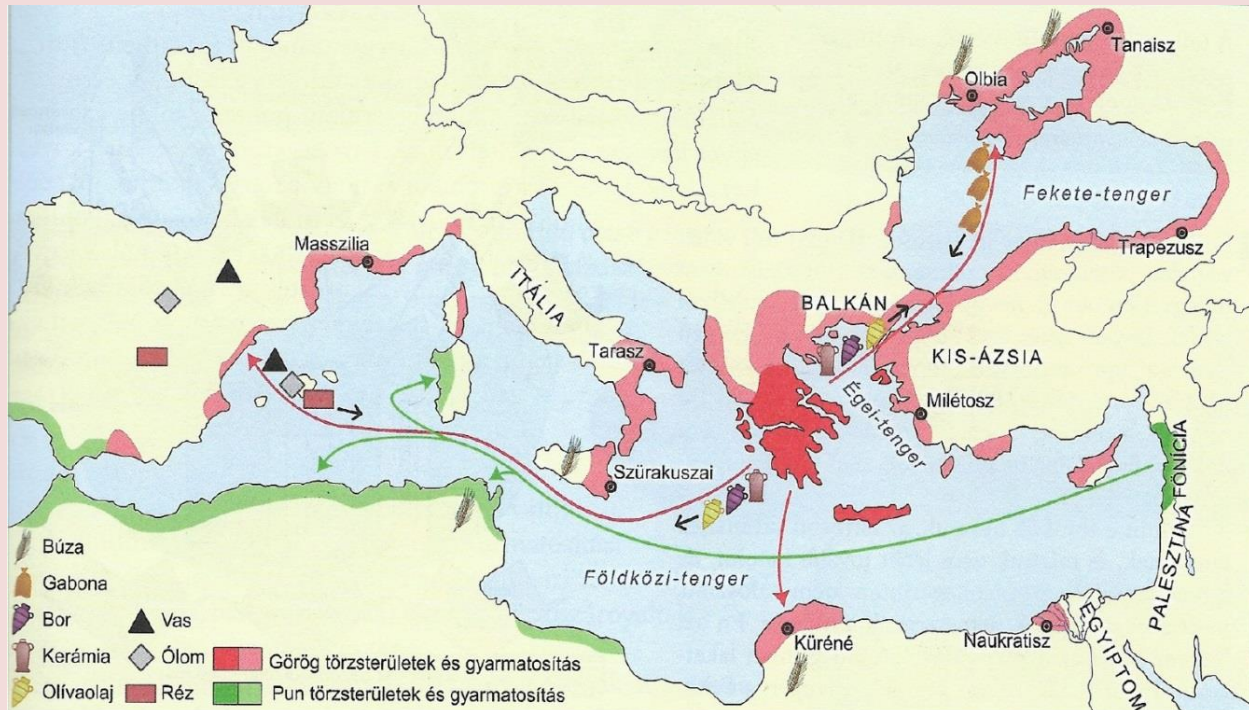 Tanaisz
Olbia
Fekete-tenger
Trapezusz
Masszilia
ITÁLIA
BALKÁN
Tarasz
KIS-ÁZSIA
Égei-tenger
Milétosz
Szürakuszai
FÖNÍCIA
PALESZTINA
Földközi-tenger
Küréné
Naukratisz
EGYIPTOM
Búza
Gabona
Bor
Vas
Kerámia
Ólom
Görög törzsterületek és gyarmatosítás
Olívaolaj
Réz
Pun törzsterületek és gyarmatosítás